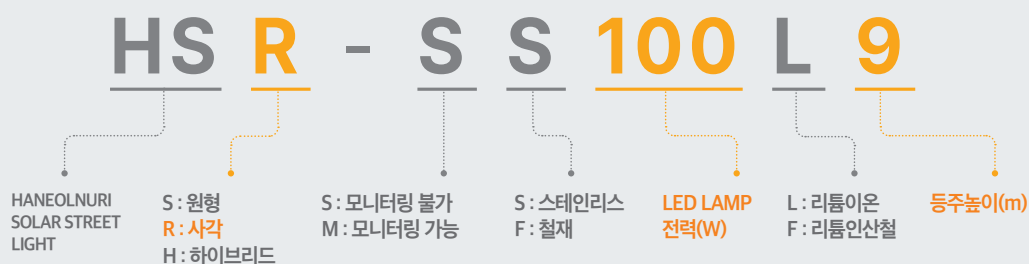 HS R - S S 100 L 9
HANEOLNURI
SOLAR STREET
LIGHT
S : 원형
R : 사각
H : 하이브리드
S : 모니터링 불가
M : 모니터링 가능
S : 스테인리스
F : 철재
LED LAMP
전력(W)
L : 리튬이온
F : 리튬인산철
등주높이(m)